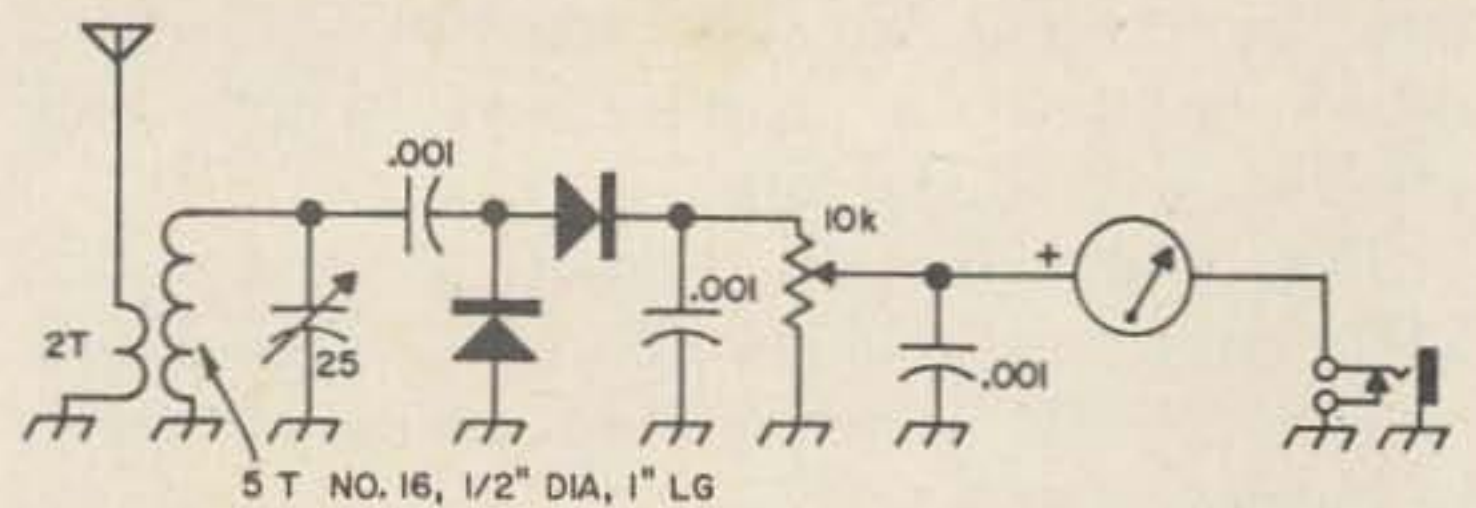 .001
10k
+
.001
2T
25
.001
5 T NO. 16, 1/2" DIA, 1" LG